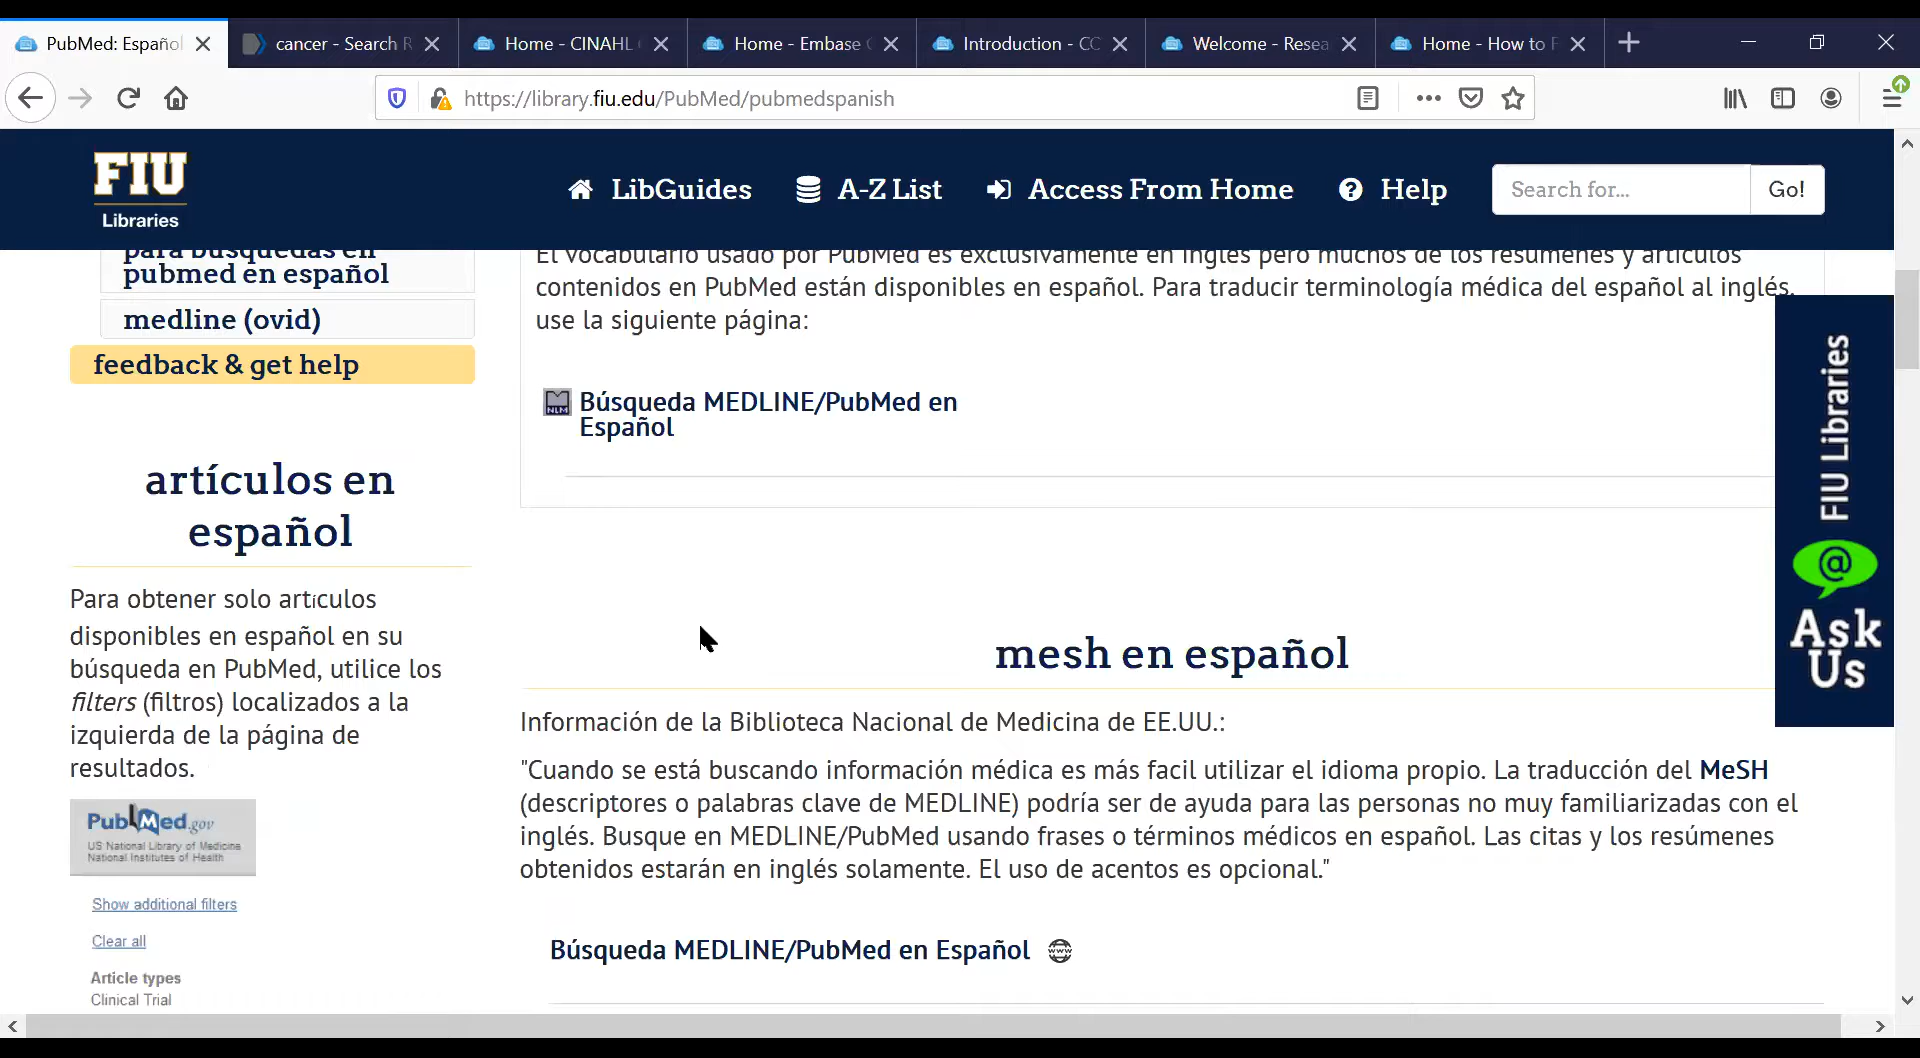 PubMed: Españo
cancer - Search R
Home - CINAHL
Home - Embase
Introduction - CC
Welcome - Resea
Home - How to F
https://library.fiu.edu/PubMed/pubmedspanish
FIU
Libraries
LibGuides
A-Z List
Access From Home
Help
Search for...
Go!
para búsquedas en
pubmed en español
medline (ovid)
feedback & get help
artículos en
español
Para obtener solo artículos
disponibles en español en su
búsqueda en PubMed, utilice los
filters (filtros) localizados a la
izquierda de la página de
resultados.
PubMed.gov
US National Library of Medicine
National Institutes of Health
Show additional filters
Clear all
Article types
Clinical Trial
El vocabulario usado por PubMed es exclusivamente en inglés pero muchos de los resúmenes y artículos
contenidos en PubMed están disponibles en español. Para traducir terminología médica del español al inglés,
use la siguiente página:
NLM
Búsqueda MEDLINE/PubMed en
Español
mesh en español
Información de la Biblioteca Nacional de Medicina de EE.UU.:
"Cuando se está buscando información médica es más facil utilizar el idioma propio. La traducción del MeSH
(descriptores o palabras clave de MEDLINE) podría ser de ayuda para las personas no muy familiarizadas con el
inglés. Busque en MEDLINE/PubMed usando frases o términos médicos en español. Las citas y los resúmenes
obtenidos estarán en inglés solamente. El uso de acentos es opcional."
Búsqueda MEDLINE/PubMed en Español
FIU Libraries
@
Ask
Us